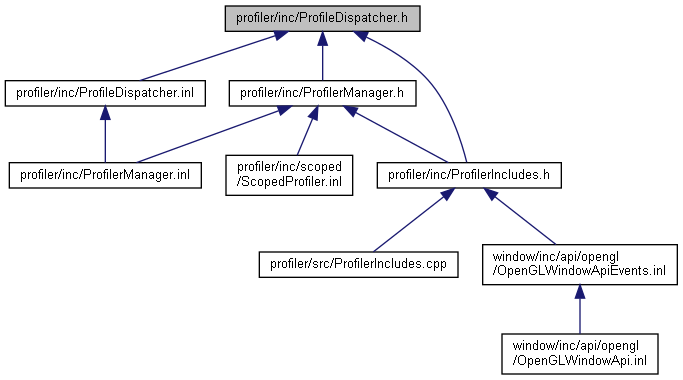 profiler/inc/ProfileDispatcher.h
profiler/inc/ProfileDispatcher.inl
profiler/inc/ProfilerManager.h
profiler/inc/ProfilerManager.inl
profiler/inc/scoped
/ScopedProfiler.inl
profiler/inc/ProfilerIncludes.h
profiler/src/ProfilerIncludes.cpp
window/inc/api/opengl
/OpenGLWindowApiEvents.inl
window/inc/api/opengl
/OpenGLWindowApi.inl